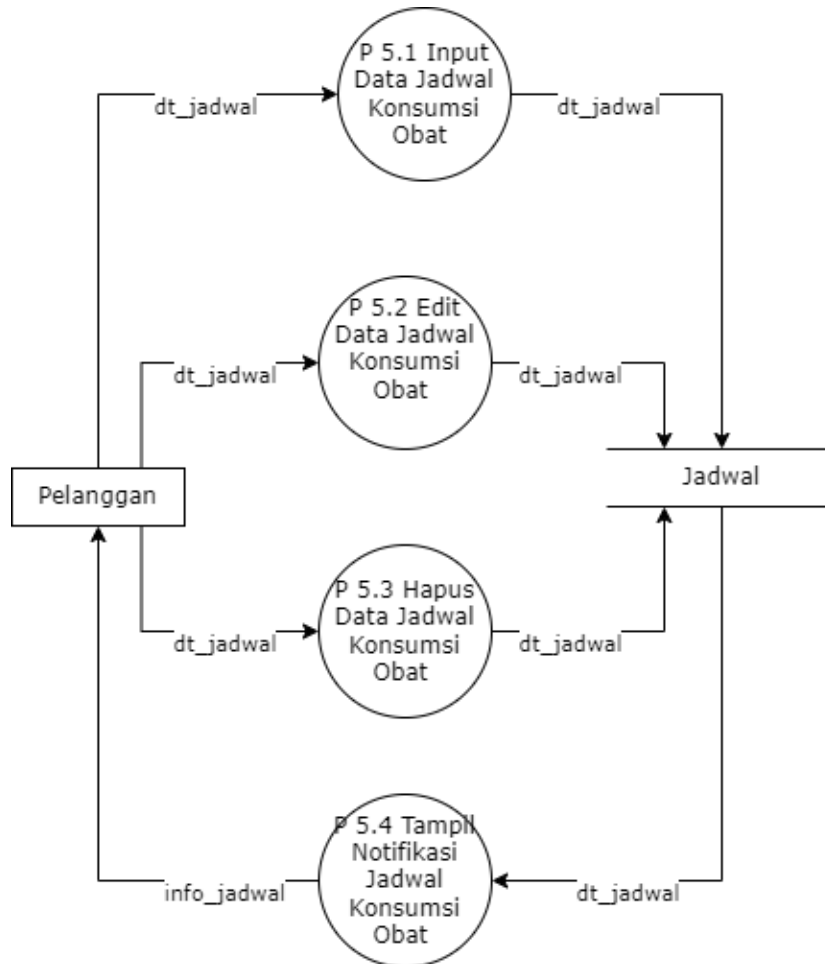 P 5.1 Input
Data Jadwal
Konsumsi
Obat
dt_jadwal
dt_jadwal
P 5.2 Edit
Data Jadwal
Konsumsi
Obat
dt_jadwal
dt_jadwal
Pelanggan
Jadwal
P 5.3 Hapus
Data Jadwal
Konsumsi
Obat
dt_jadwal
dt_jadwal
P 5.4 Tampil
Notifikasi
Jadwal
Konsumsi
Obat
info_jadwal
dt_jadwal